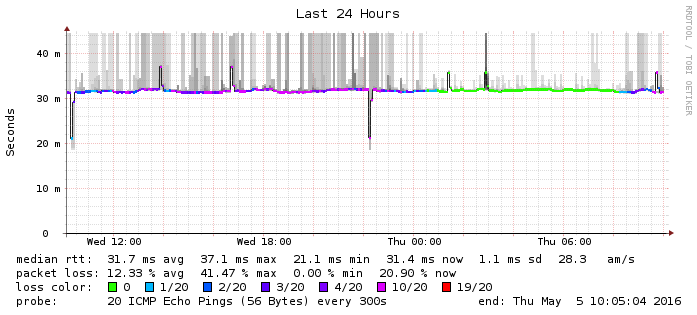 Last 24 Hours
RRDTOOL / TOBI OETIKER
Seconds
40 m
30 m
20 m
10 m
0
Wed 12:00 Wed 18:00 Thu 00:00 Thu 06:00
median rtt: 31.7 ms avg 37.1 ms max 21.1 ms min 31.4 ms now 1.1 ms sd 28.3 am/s
packet loss: 12.33 % avg 41.47 % max 0.00 % min 20.90 % now
loss color: 0 1/20 2/20 3/20 4/20 10/20 19/20
probe: 20 ICMP Echo Pings (56 Bytes) every 300s end: Thu May 5 10:05:04 2016